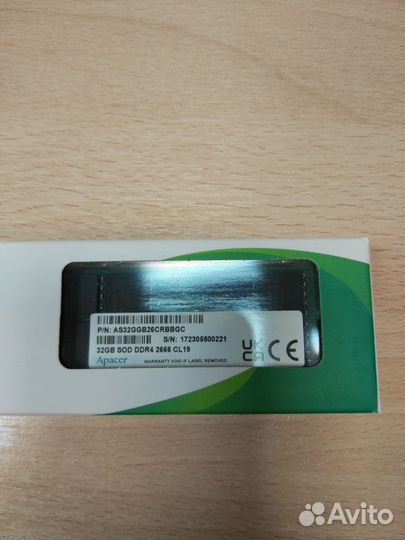 P/N: AS32GGB26CRBBGC
S/N: 172305500221
32GB SOD DDR4 2666 CL19
Apacer
WARRANTY VOID IF LABEL REMOVED
UK CA CE
Avito